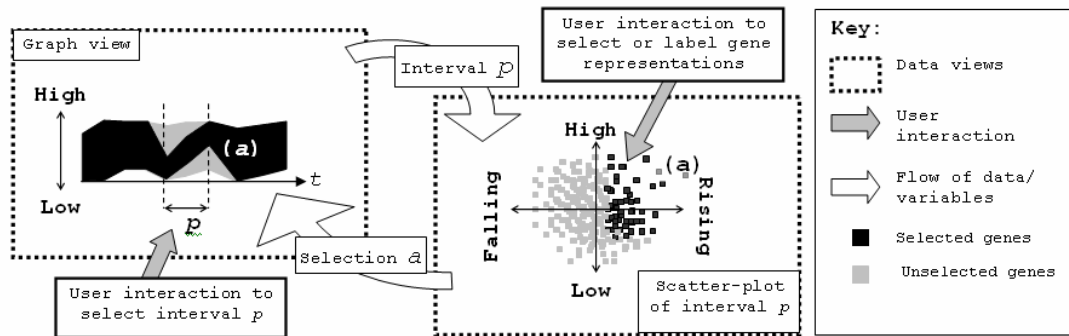 Graph view
High
Low
(a)
t
p
User interaction to
select interval p
Interval p
Selection a
User interaction to
select or label gene
representations
High
(a)
Falling
Rising
Low
Scatter-plot
of interval p
Key:
Data views
User
interaction
Flow of data/
variables
Selected genes
Unselected genes